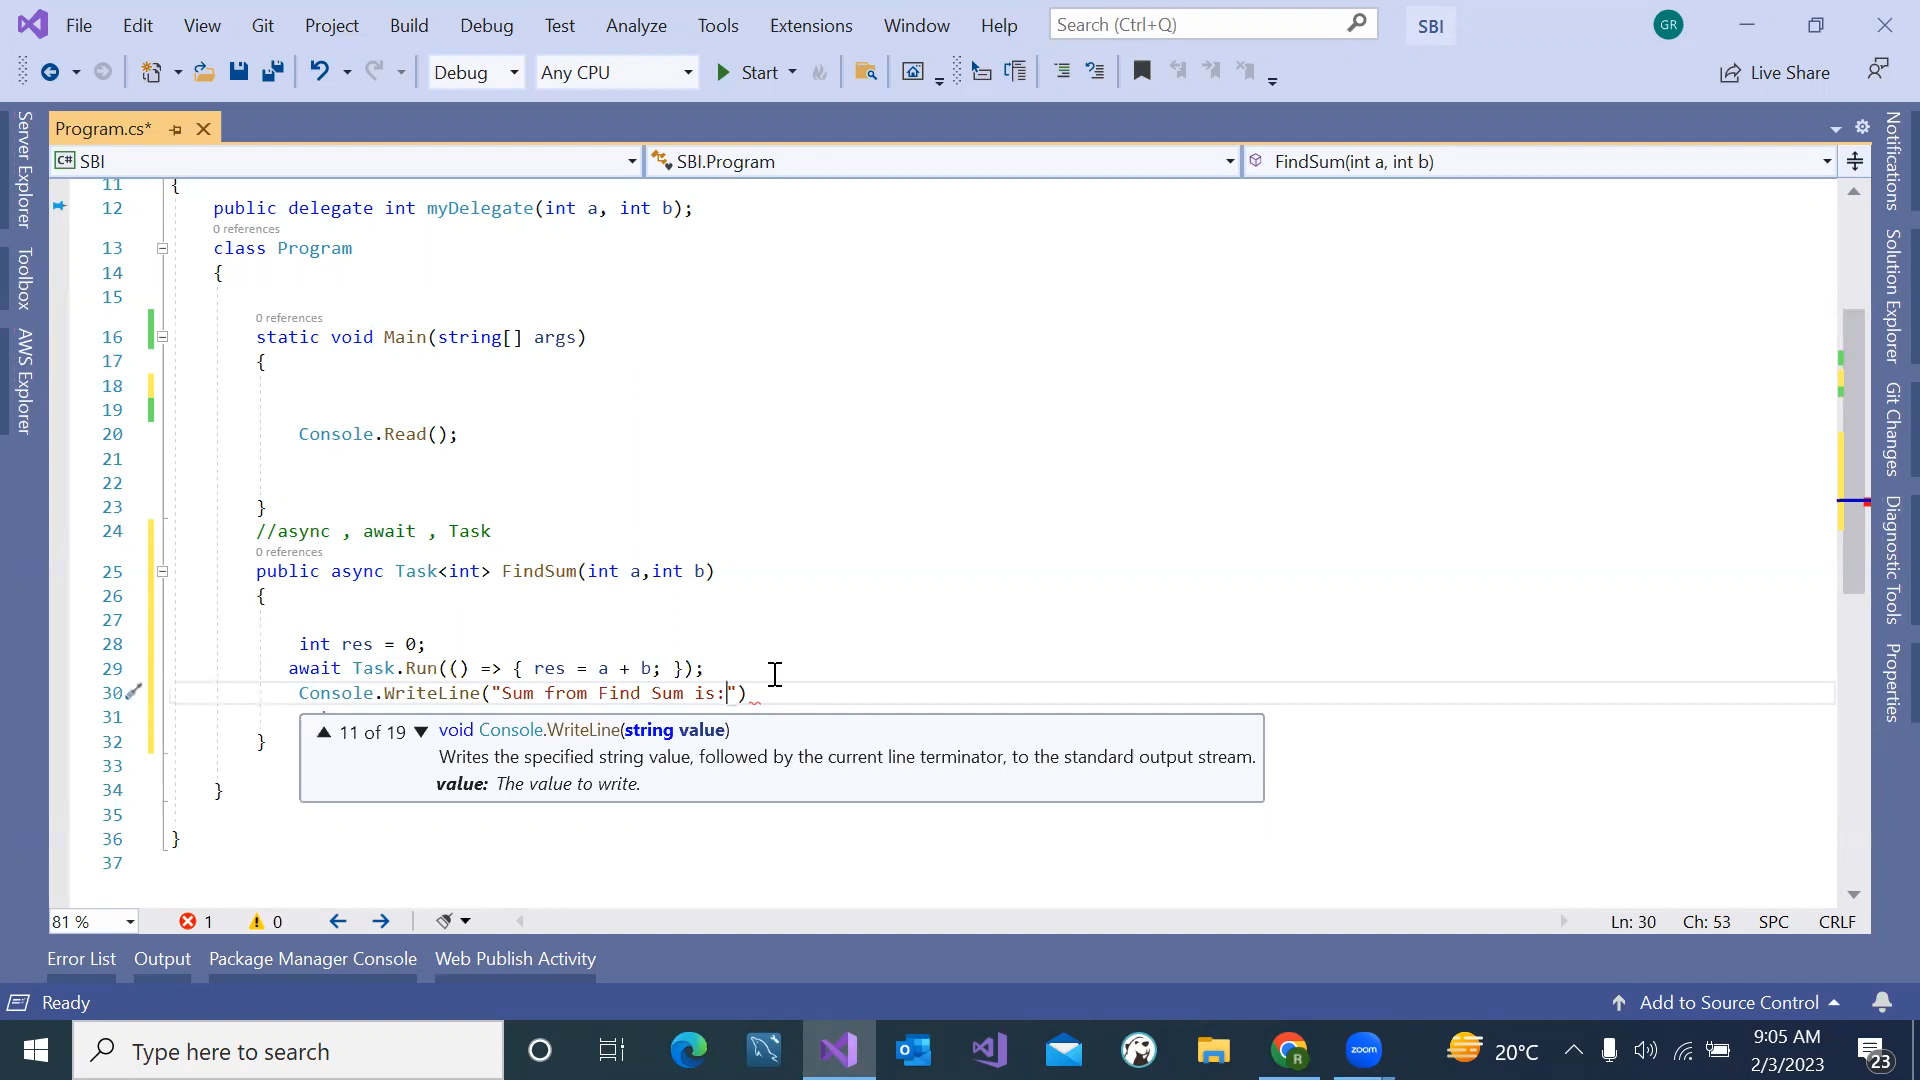 File Edit View Git Project Build Debug Test Analyze Tools Extensions Window Help Search (Ctrl+Q) SBI GR
Debug Any CPU Start Live Share
Program.cs*
C# SBI SBI.Program FindSum(int a, int b)
Server Explorer
Toolbox
AWS Explorer
11 {
12 public delegate int myDelegate(int a, int b);
0 references
13 class Program
14 {
15
0 references
16 static void Main(string[] args)
17 {
18
19
20 Console.Read();
21
22
23 }
24 //async , await , Task
0 references
25 public async Task<int> FindSum(int a,int b)
26 {
27
28 int res = 0;
29 await Task.Run(() => { res = a + b; });
30 Console.WriteLine("Sum from Find Sum is:")
31
11 of 19 void Console.WriteLine(string value)
32 }
Writes the specified string value, followed by the current line terminator, to the standard output stream.
33
value: The value to write.
34 }
35
36 }
37
Notifications
Solution Explorer
Git Changes
Diagnostic Tools
Properties
81 % 1 0 Ln: 30 Ch: 53 SPC CRLF
Error List Output Package Manager Console Web Publish Activity
Ready Add to Source Control
Type here to search zoom R 20°C 9:05 AM
2/3/2023
23